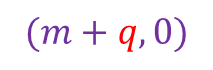 (m + q, 0)